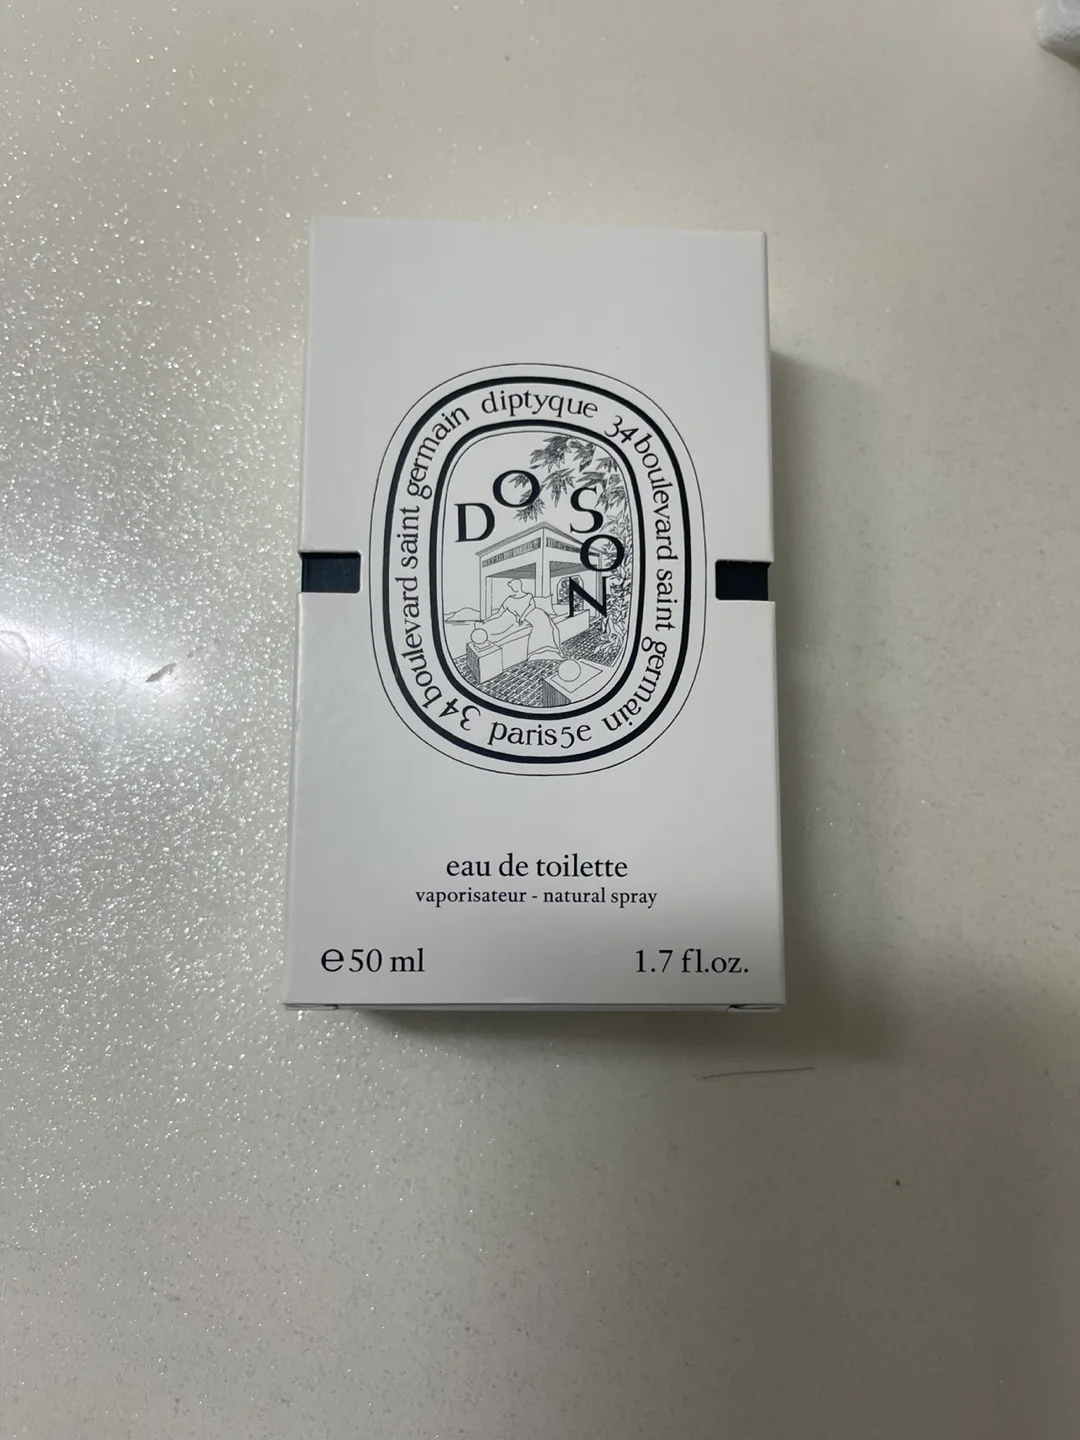 diptyque 34 boulevard saint germain paris5e 34 boulevard saint germain
DO SON
eau de toilette
vaporisateur - natural spray
℮50 ml
1.7 fl.oz.